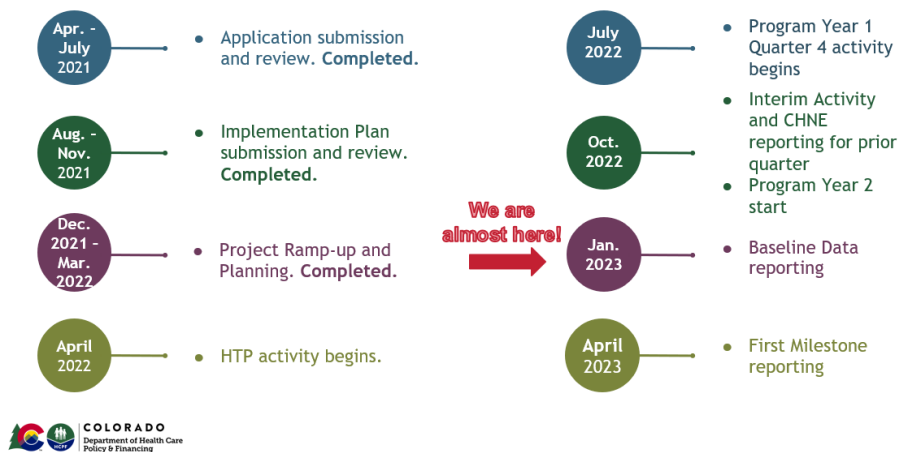 Apr. –
July
2021
• Application submission
and review. Completed.
Aug. –
Nov.
2021
• Implementation Plan
submission and review.
Completed.
Dec.
2021 –
Mar.
2022
• Project Ramp-up and
Planning. Completed.
April
2022
• HTP activity begins.
We are
almost here!
July
2022
• Program Year 1
Quarter 4 activity
begins
Oct.
2022
• Interim Activity
and CHNE
reporting for prior
quarter
• Program Year 2
start
Jan.
2023
• Baseline Data
reporting
April
2023
• First Milestone
reporting
HCPF
COLORADO
Department of Health Care
Policy & Financing